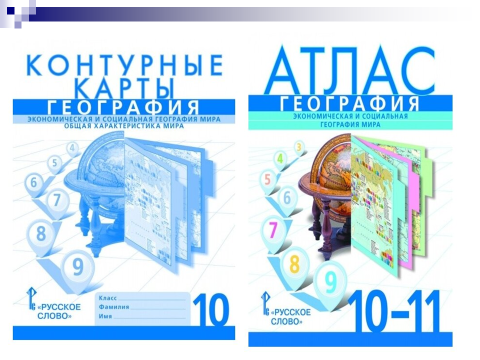 КОНТУРНЫЕ
КАРТЫ
ГЕОГРАФИЯ
ЭКОНОМИЧЕСКАЯ И СОЦИАЛЬНАЯ ГЕОГРАФИЯ МИРА
ОБЩАЯ ХАРАКТЕРИСТИКА МИРА
4
5
6
7
8
9
Класс
Фамилия
Имя
10
«РУССКОЕ
СЛОВО»
АТЛАС
ГЕОГРАФИЯ
ЭКОНОМИЧЕСКАЯ И СОЦИАЛЬНАЯ
ГЕОГРАФИЯ МИРА
3
4
5
6
7
8
9
10-11
«РУССКОЕ
СЛОВО»